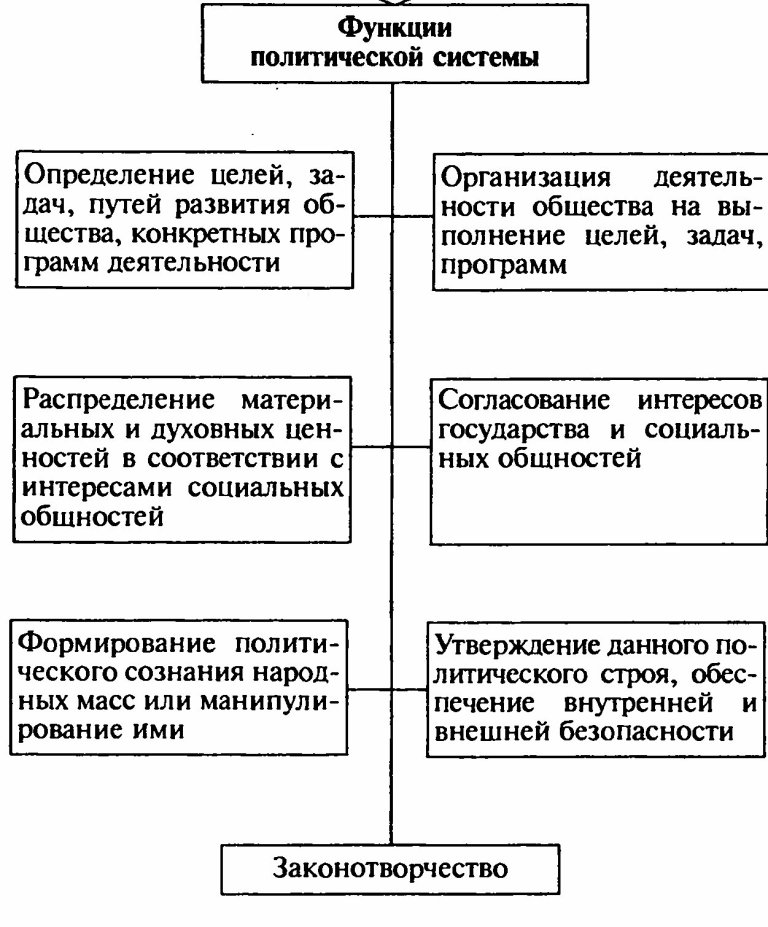 Функции
политической системы
Определение целей, за-
дач, путей развития об-
щества, конкретных про-
грамм деятельности
Организация деятель-
ности общества на вы-
полнение целей, задач,
программ
Распределение матери-
альных и духовных цен-
ностей в соответствии с
интересами социальных
общностей
Согласование интересов
государства и социаль-
ных общностей
Формирование полити-
ческого сознания народ-
ных масс или манипули-
рование ими
Утверждение данного по-
литического строя, обес-
печение внутренней и
внешней безопасности
Законотворчество